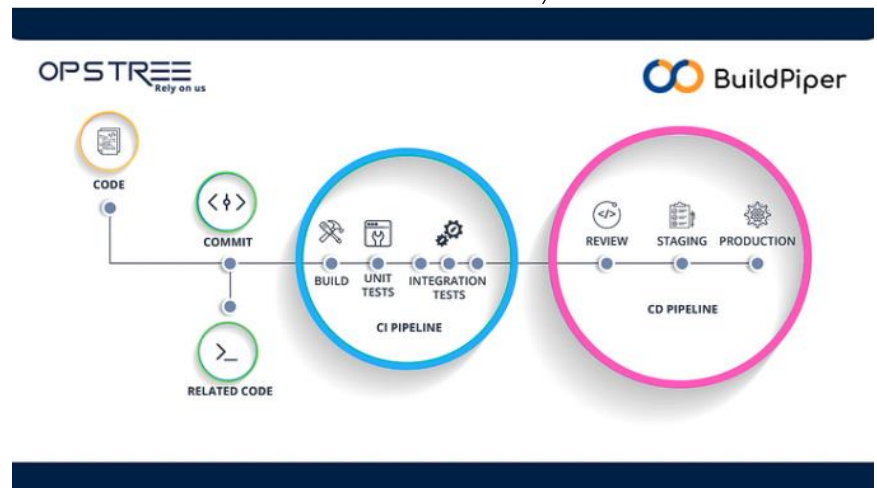 OPSTREE
Rely on us
BuildPiper
CODE
COMMIT
RELATED CODE
BUILD
UNIT
TESTS
INTEGRATION
TESTS
CI PIPELINE
REVIEW
STAGING
PRODUCTION
CD PIPELINE